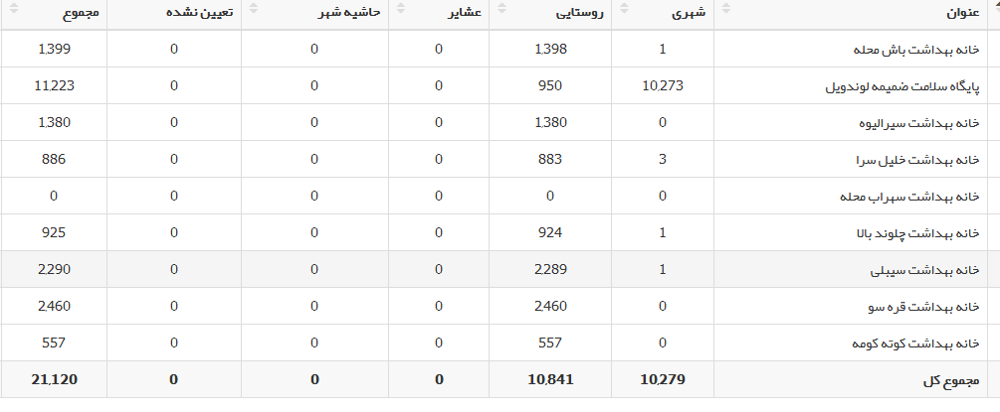 عنوان شهری روستایی عشایر حاشیه شهر تعیین نشده مجموع
خانه بهداشت باش محله 1 1,398 0 0 0 1,399
پایگاه سلامت ضمیمه لوندویل 10,273 950 0 0 0 11,223
خانه بهداشت سیرالیوه 0 1,380 0 0 0 1,380
خانه بهداشت خلیل سرا 3 883 0 0 0 886
خانه بهداشت سهراب محله 0 0 0 0 0 0
خانه بهداشت چلوند بالا 1 924 0 0 0 925
خانه بهداشت سیبلی 1 2,289 0 0 0 2,290
خانه بهداشت قره سو 0 2,460 0 0 0 2,460
خانه بهداشت کوته کومه 0 557 0 0 0 557
مجموع کل 10,279 10,841 0 0 0 21,120